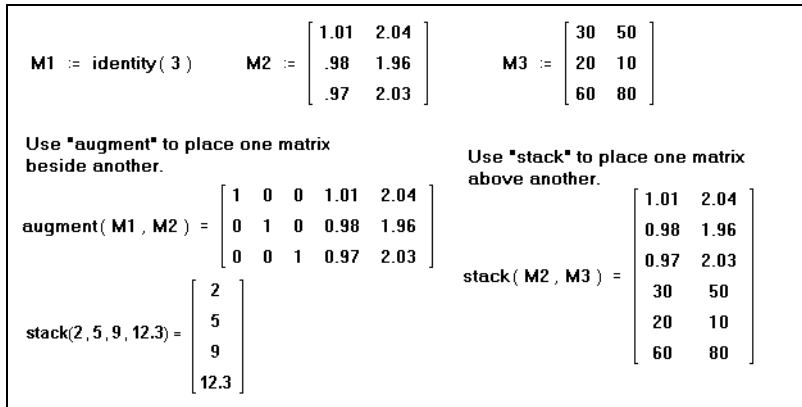 M1 := identity( 3 )    M2 := [ 1.01 2.04
.98 1.96
.97 2.03 ]
M3 := [ 30 50
20 10
60 80 ]
Use "augment" to place one matrix
beside another.
augment( M1 , M2 ) = [ 1 0 0 1.01 2.04
0 1 0 0.98 1.96
0 0 1 0.97 2.03 ]
stack(2 , 5 , 9 , 12.3) = [ 2
5
9
12.3 ]
Use "stack" to place one matrix
above another.
stack( M2 , M3 ) = [ 1.01 2.04
0.98 1.96
0.97 2.03
30 50
20 10
60 80 ]